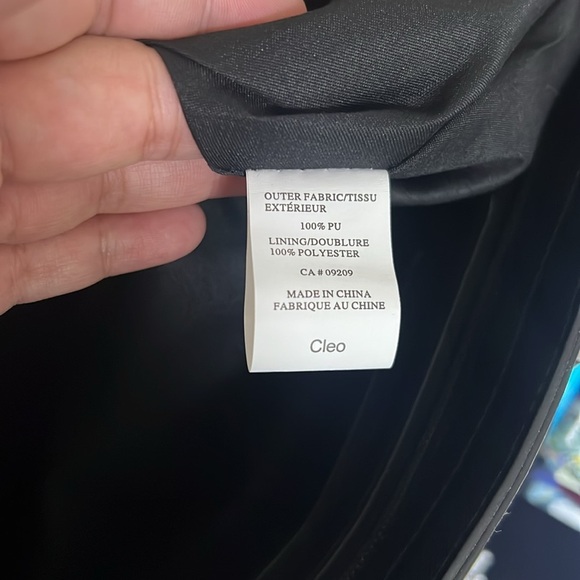 OUTER FABRIC/TISSU
EXTÉRIEUR
100% PU
LINING/DOUBLURE
100% POLYESTER
CA # 09209
MADE IN CHINA
FABRIQUE AU CHINE
Cleo